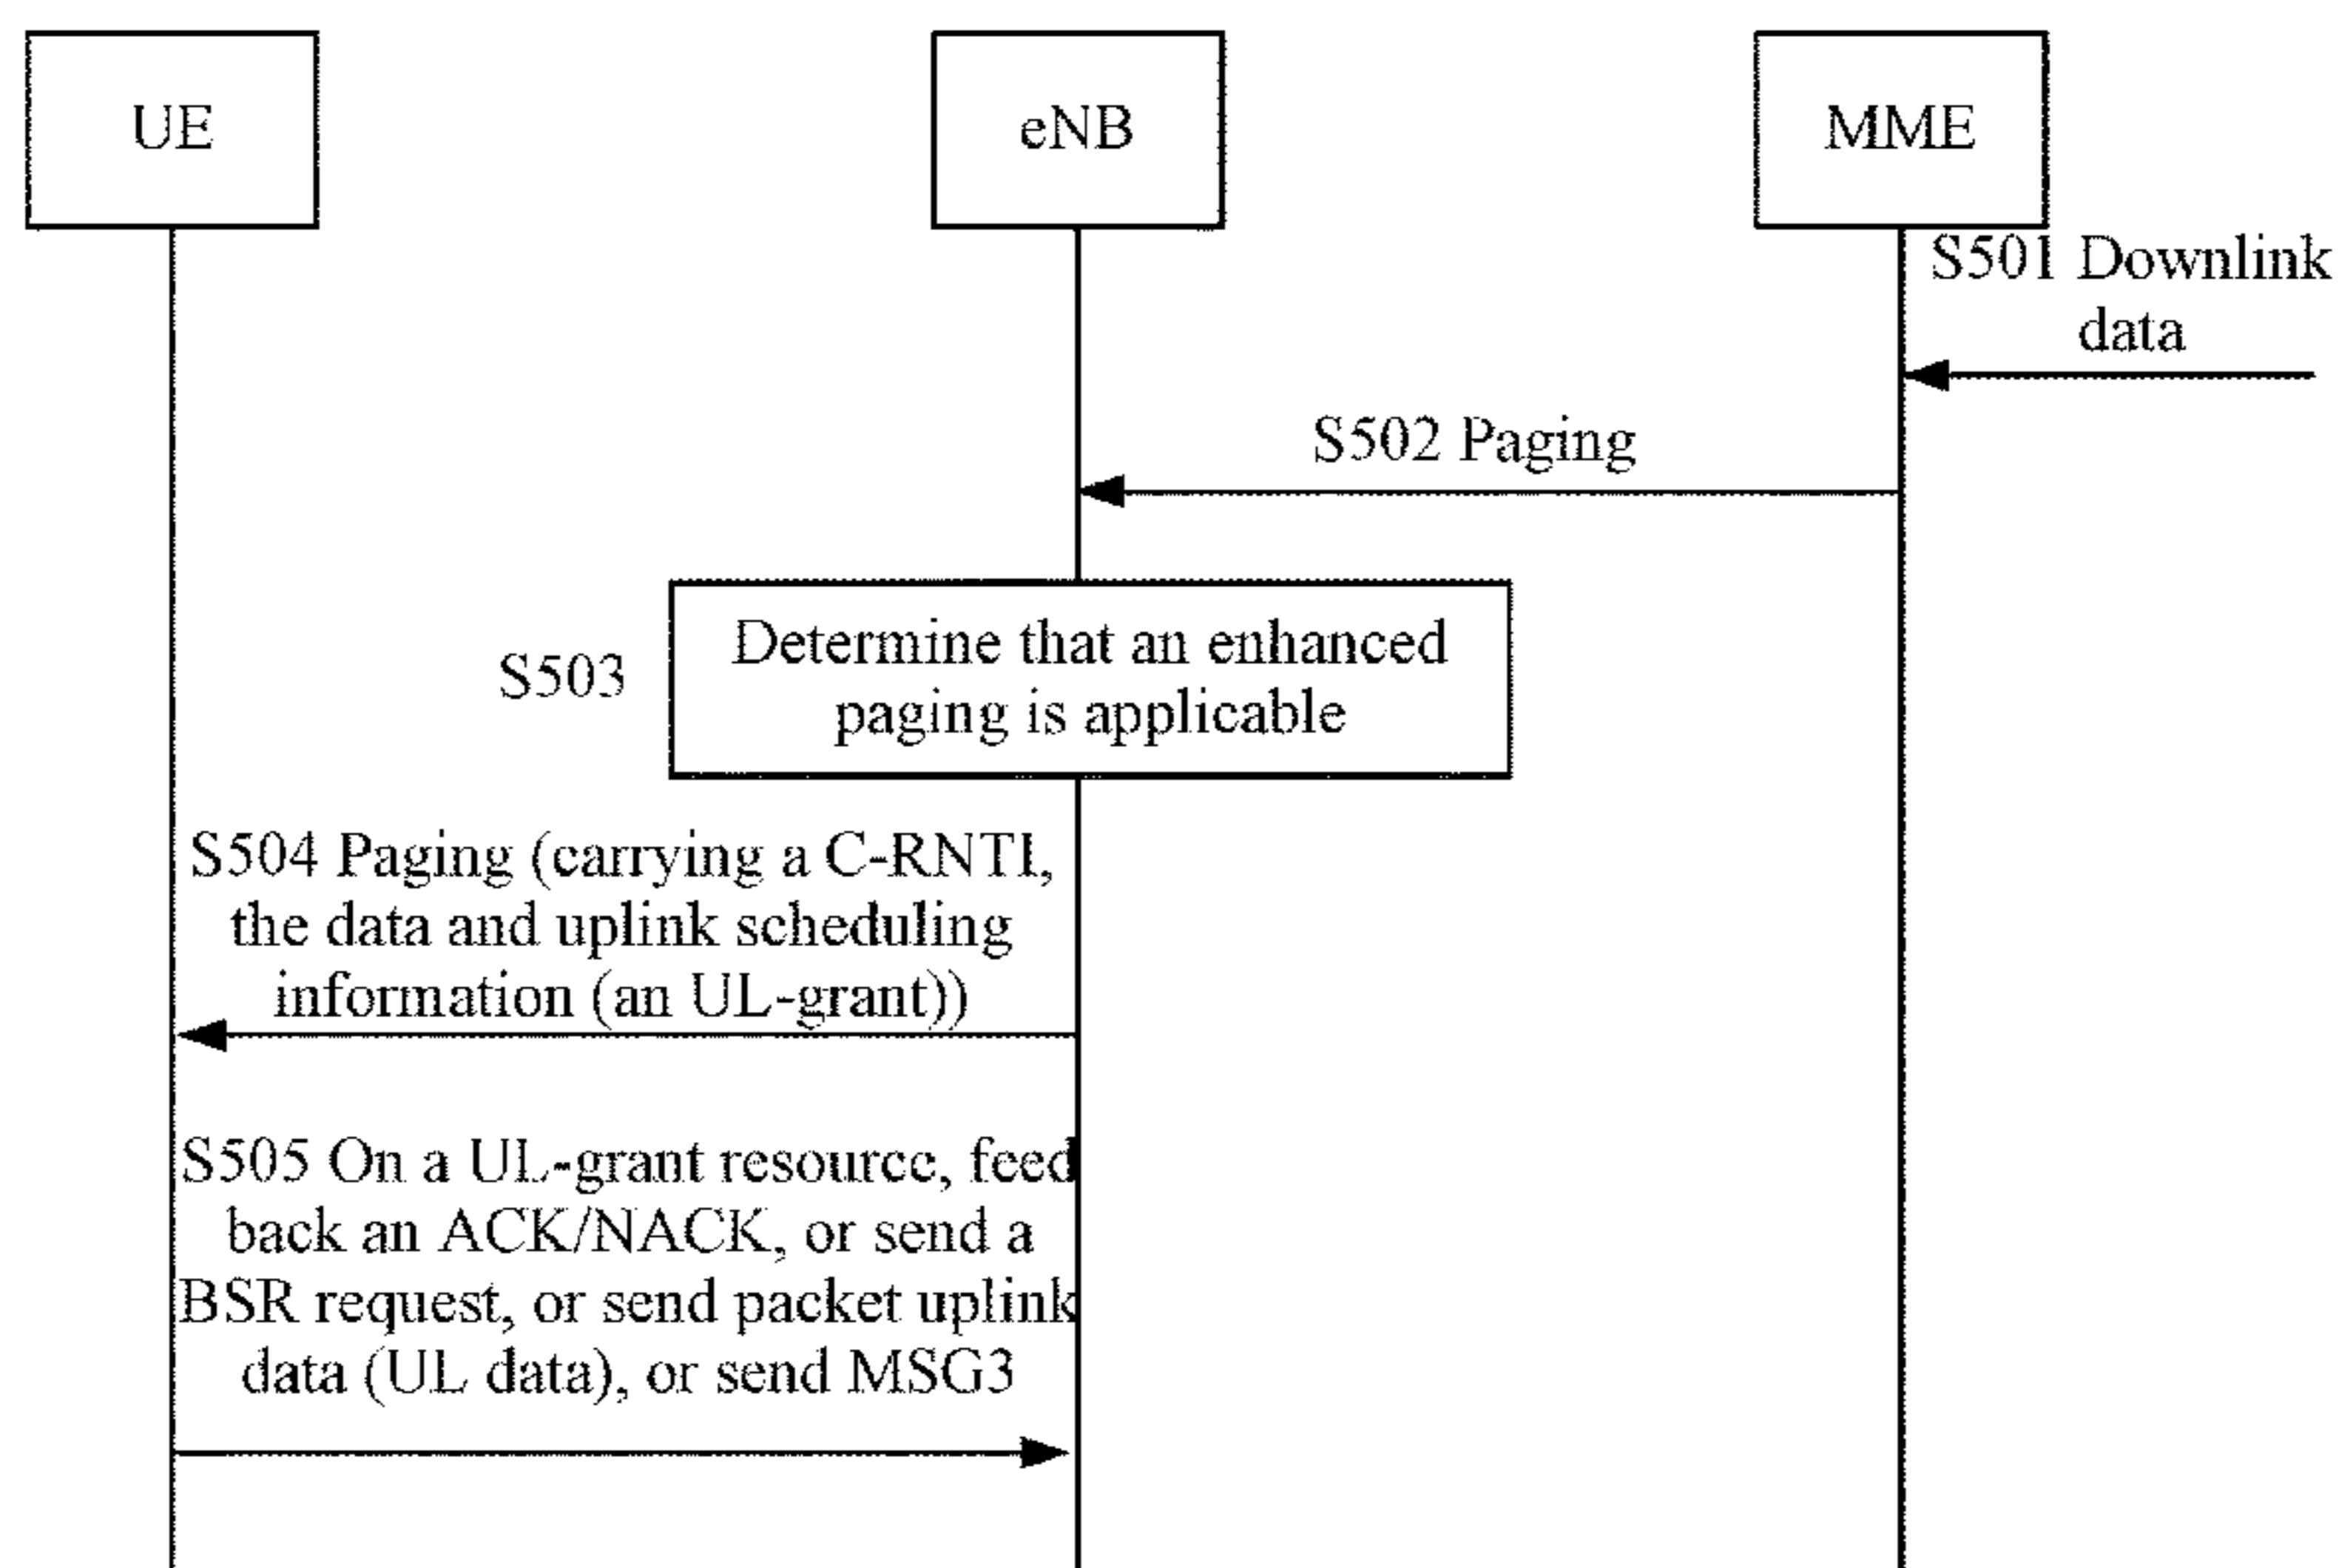 UE
eNB
MME
S501 Downlink
data
S502 Paging
S503
Determine that an enhanced
paging is applicable
S504 Paging (carrying a C-RNTI,
the data and uplink scheduling
information (an UL-grant))
S505 On a UL-grant resource, feed
back an ACK/NACK, or send a
BSR request, or send packet uplink
data (UL data), or send MSG3